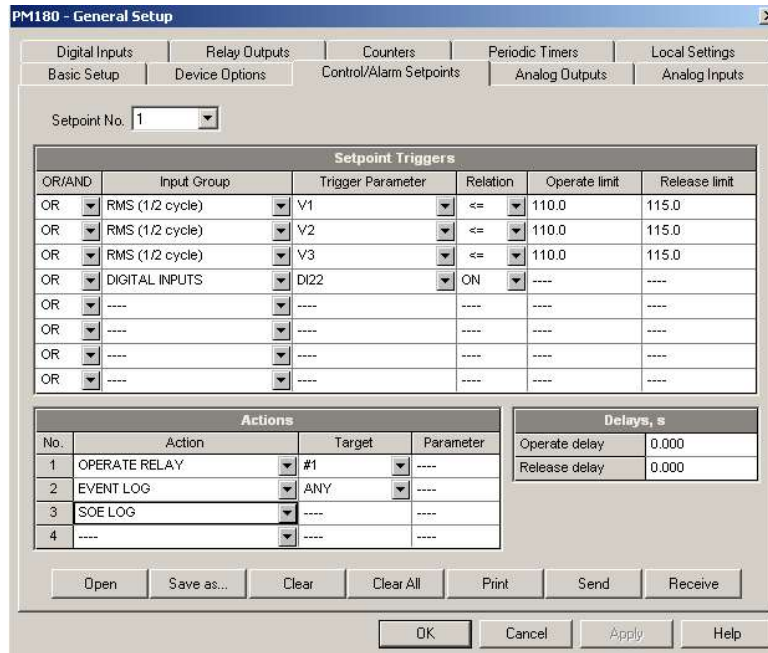 PM180 - General Setup
Digital Inputs Relay Outputs Counters Periodic Timers Local Settings
Basic Setup Device Options Control/Alarm Setpoints Analog Outputs Analog Inputs
Setpoint No. 1
Setpoint Triggers
OR/AND Input Group Trigger Parameter Relation Operate limit Release limit
OR RMS (1/2 cycle) V1 <= 110.0 115.0
OR RMS (1/2 cycle) V2 <= 110.0 115.0
OR RMS (1/2 cycle) V3 <= 110.0 115.0
OR DIGITAL INPUTS DI22 ON ---- ----
OR ---- ---- ---- ---- ----
OR ---- ---- ---- ---- ----
OR ---- ---- ---- ---- ----
OR ---- ---- ---- ---- ----
Actions
No. Action Target Parameter
1 OPERATE RELAY #1 ----
2 EVENT LOG ANY ----
3 SOE LOG ---- ----
4 ---- ---- ----
Delays, s
Operate delay 0.000
Release delay 0.000
Open Save as... Clear Clear All Print Send Receive
OK Cancel Apply Help